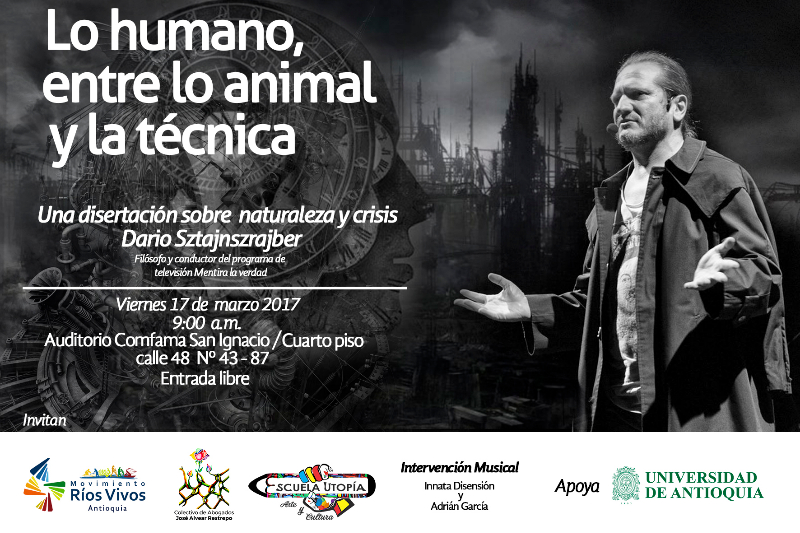 Lo humano,
entre lo animal
y la técnica
Una disertación sobre naturaleza y crisis
Dario Sztajnszrajber
Filósofo y conductor del programa de
televisión Mentira la verdad
Viernes 17 de marzo 2017
9:00 a.m.
Auditorio Comfama San Ignacio / Cuarto piso
calle 48 Nº 43 - 87
Entrada libre
Invitan
Movimiento
Ríos Vivos
Antioquia
Colectivo de Abogados
José Alvear Restrepo
ESCUELA UTOPÍA
Arte y Cultura
Intervención Musical
Innata Disensión
y
Adrián García
Apoya
UNIVERSIDAD
DE ANTIOQUIA